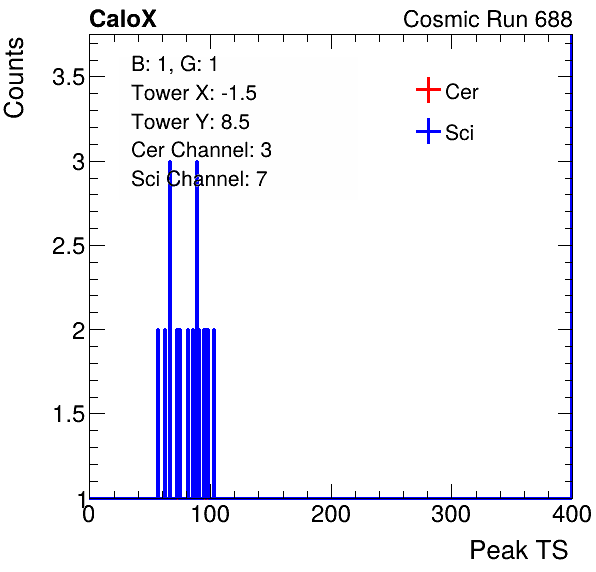 CaloX Cosmic Run 688
Counts
B: 1, G: 1
Tower X: -1.5
Tower Y: 8.5
Cer Channel: 3
Sci Channel: 7
Cer
Sci
3.5
3
2.5
2
1.5
1
0 100 200 300 400
Peak TS